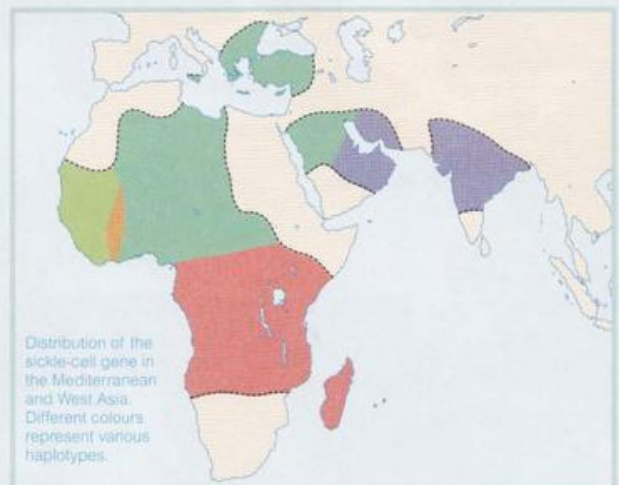 Distribution of the
sickle-cell gene in
the Mediterranean
and West Asia.
Different colours
represent various
haplotypes.